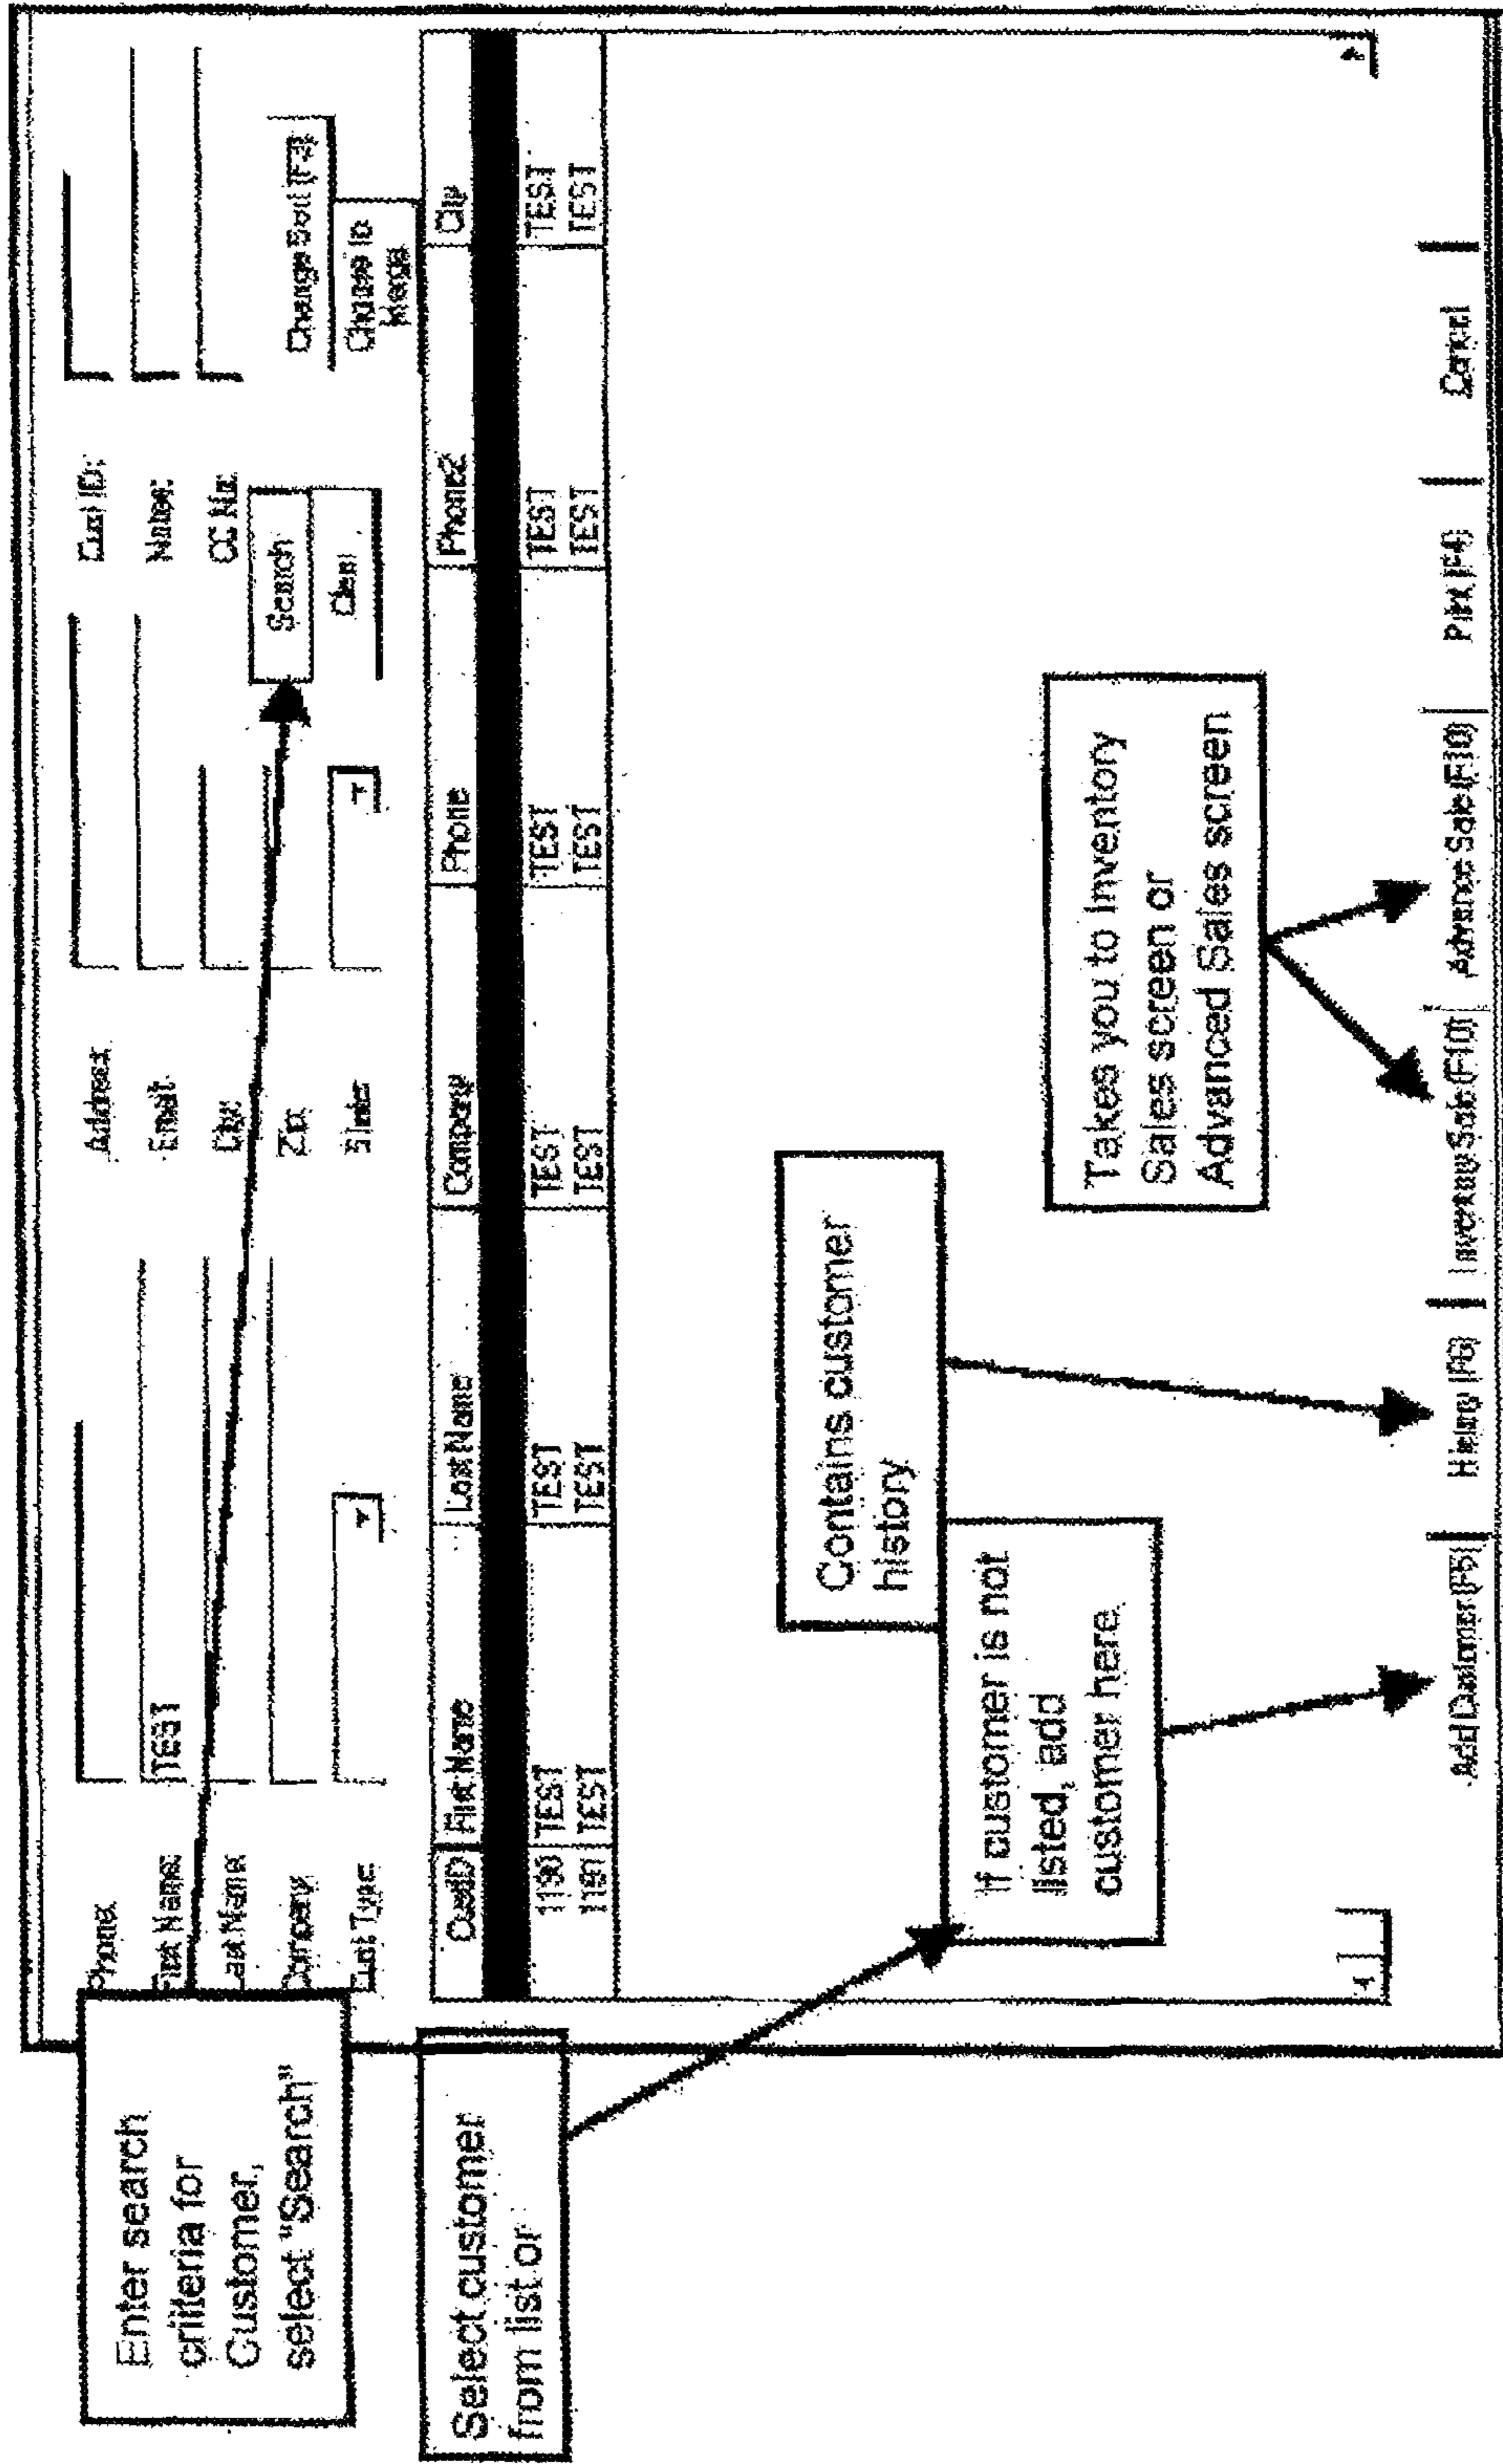 Enter search
criteria for
Customer,
select "Search"
Select customer
from list or
Phone:
First Name: TEST
Last Name:
Company:
Cust Type:
Address:
Email:
City:
Zip:
State:
Cust ID:
Notes:
CC No:
Search
Clear
Change Sort (F3)
Choose to
Merge
CustID First Name Last Name Company Phone Phone2 City
1190 TEST TEST TEST TEST TEST TEST
1191 TEST TEST TEST TEST TEST TEST
Contains customer
history
If customer is not
listed, add
customer here
Takes you to Inventory
Sales screen or
Advanced Sales screen
Add Customer (F5) History (F6) Inventory Sale (F10) Advance Sale (F10) Print (F4) Cancel